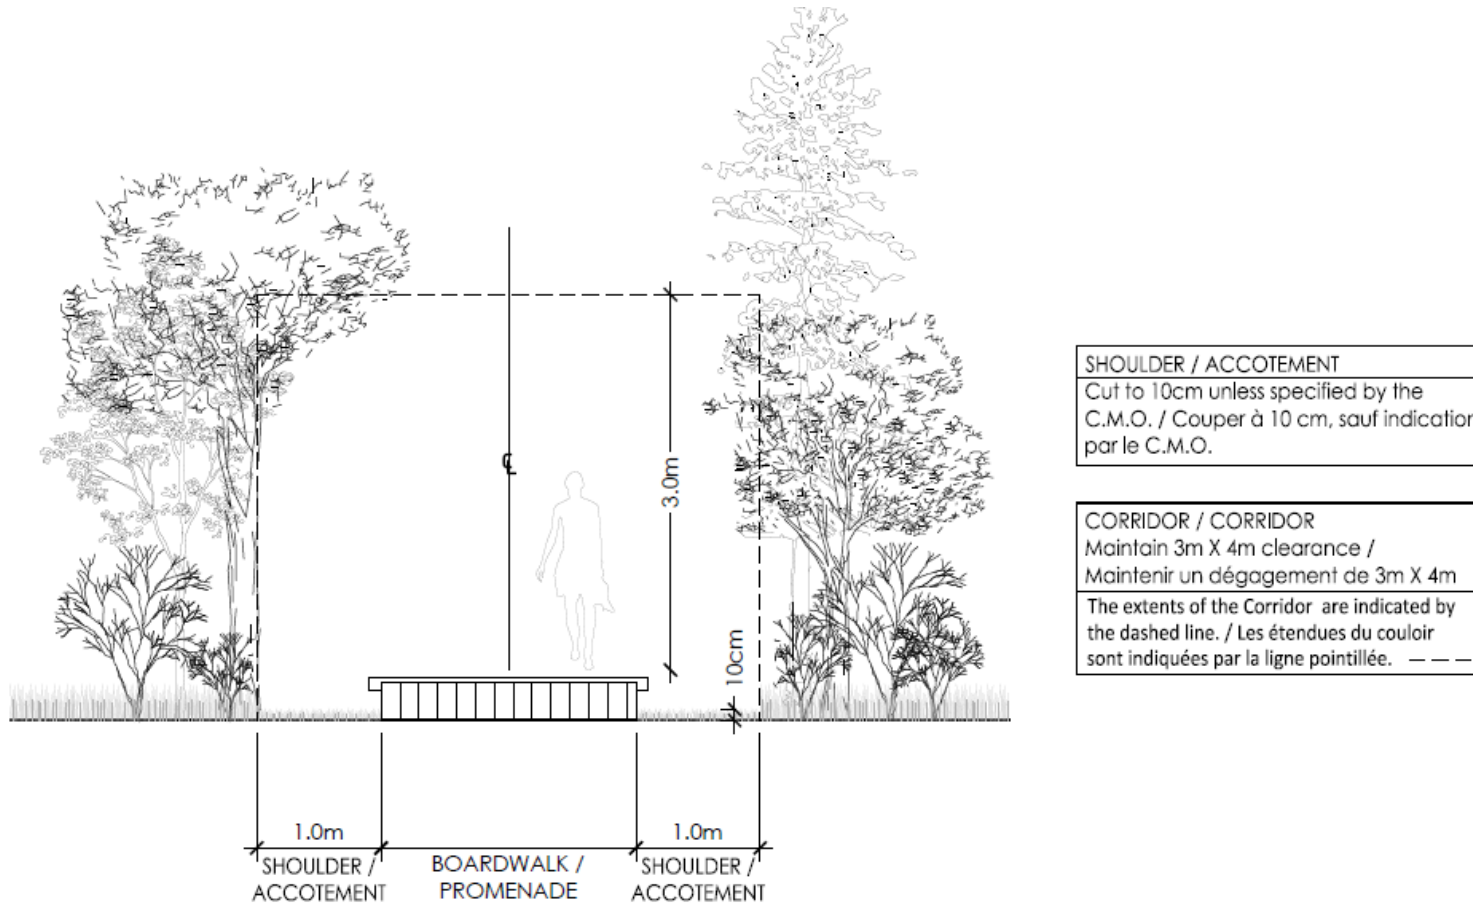 SHOULDER / ACCOTEMENT
Cut to 10cm unless specified by the
C.M.O. / Couper à 10 cm, sauf indication
par le C.M.O.
CORRIDOR / CORRIDOR
Maintain 3m X 4m clearance /
Maintenir un dégagement de 3m X 4m
The extents of the Corridor are indicated by
the dashed line. / Les étendues du couloir
sont indiquées par la ligne pointillée.
3.0m
10cm
1.0m
1.0m
SHOULDER /
ACCOTEMENT
BOARDWALK /
PROMENADE
SHOULDER /
ACCOTEMENT